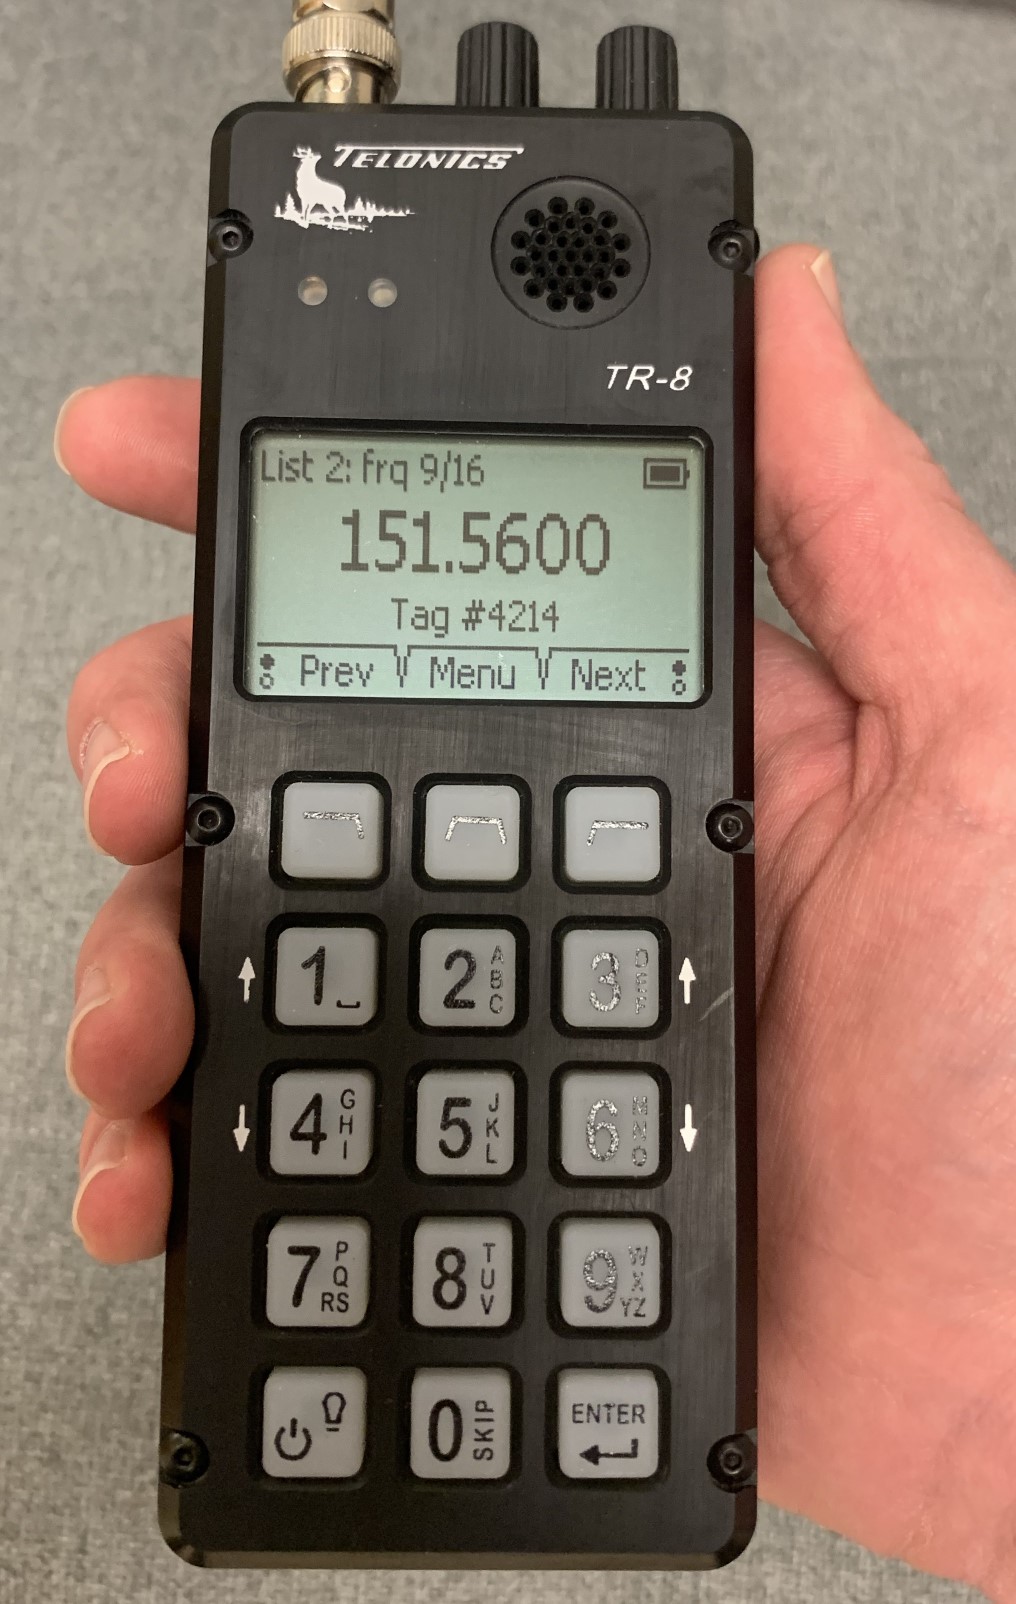 TELONICS
TR-8
List 2: frq 9/16
151.5600
Tag #4214
Prev Menu Next
1 2 ABC 3 DEF
4 GHI 5 JKL 6 MNO
7 PQRS 8 TUV 9 WXYZ
0 SKIP ENTER